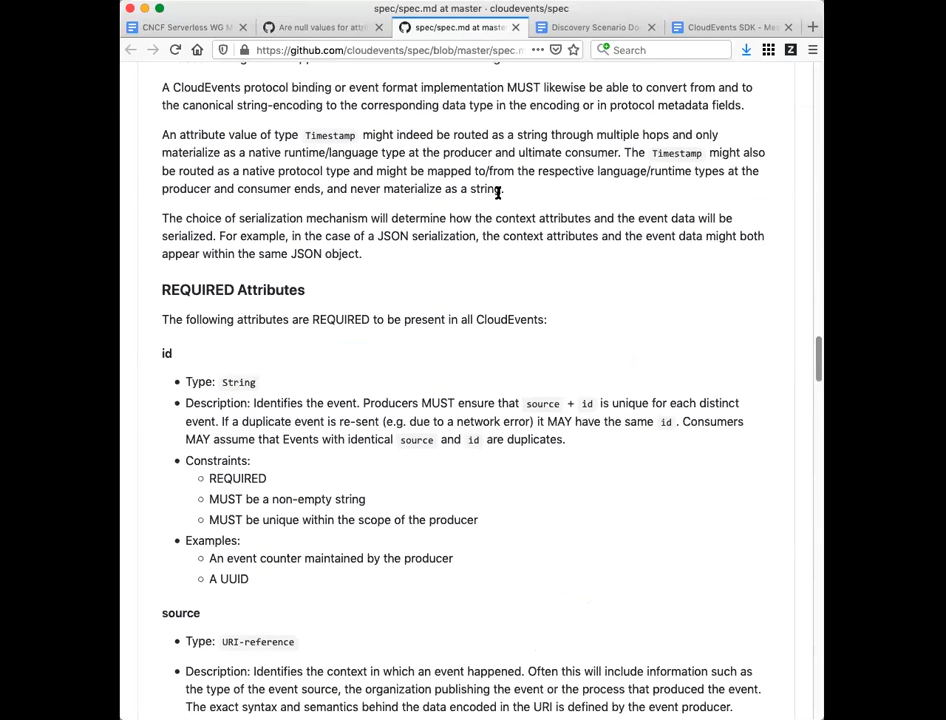 spec/spec.md at master · cloudevents/spec
CNCF Serverless WG M
Are null values for attri
spec/spec.md at master
Discovery Scenario Do
CloudEvents SDK - Mee
https://github.com/cloudevents/spec/blob/master/spec.m
Search
A CloudEvents protocol binding or event format implementation MUST likewise be able to convert from and to
the canonical string-encoding to the corresponding data type in the encoding or in protocol metadata fields.
An attribute value of type Timestamp might indeed be routed as a string through multiple hops and only
materialize as a native runtime/language type at the producer and ultimate consumer. The Timestamp might also
be routed as a native protocol type and might be mapped to/from the respective language/runtime types at the
producer and consumer ends, and never materialize as a string.
The choice of serialization mechanism will determine how the context attributes and the event data will be
serialized. For example, in the case of a JSON serialization, the context attributes and the event data might both
appear within the same JSON object.
REQUIRED Attributes
The following attributes are REQUIRED to be present in all CloudEvents:
id
• Type: String
• Description: Identifies the event. Producers MUST ensure that source + id is unique for each distinct
event. If a duplicate event is re-sent (e.g. due to a network error) it MAY have the same id . Consumers
MAY assume that Events with identical source and id are duplicates.
• Constraints:
○ REQUIRED
○ MUST be a non-empty string
○ MUST be unique within the scope of the producer
• Examples:
○ An event counter maintained by the producer
○ A UUID
source
• Type: URI-reference
• Description: Identifies the context in which an event happened. Often this will include information such as
the type of the event source, the organization publishing the event or the process that produced the event.
The exact syntax and semantics behind the data encoded in the URI is defined by the event producer.